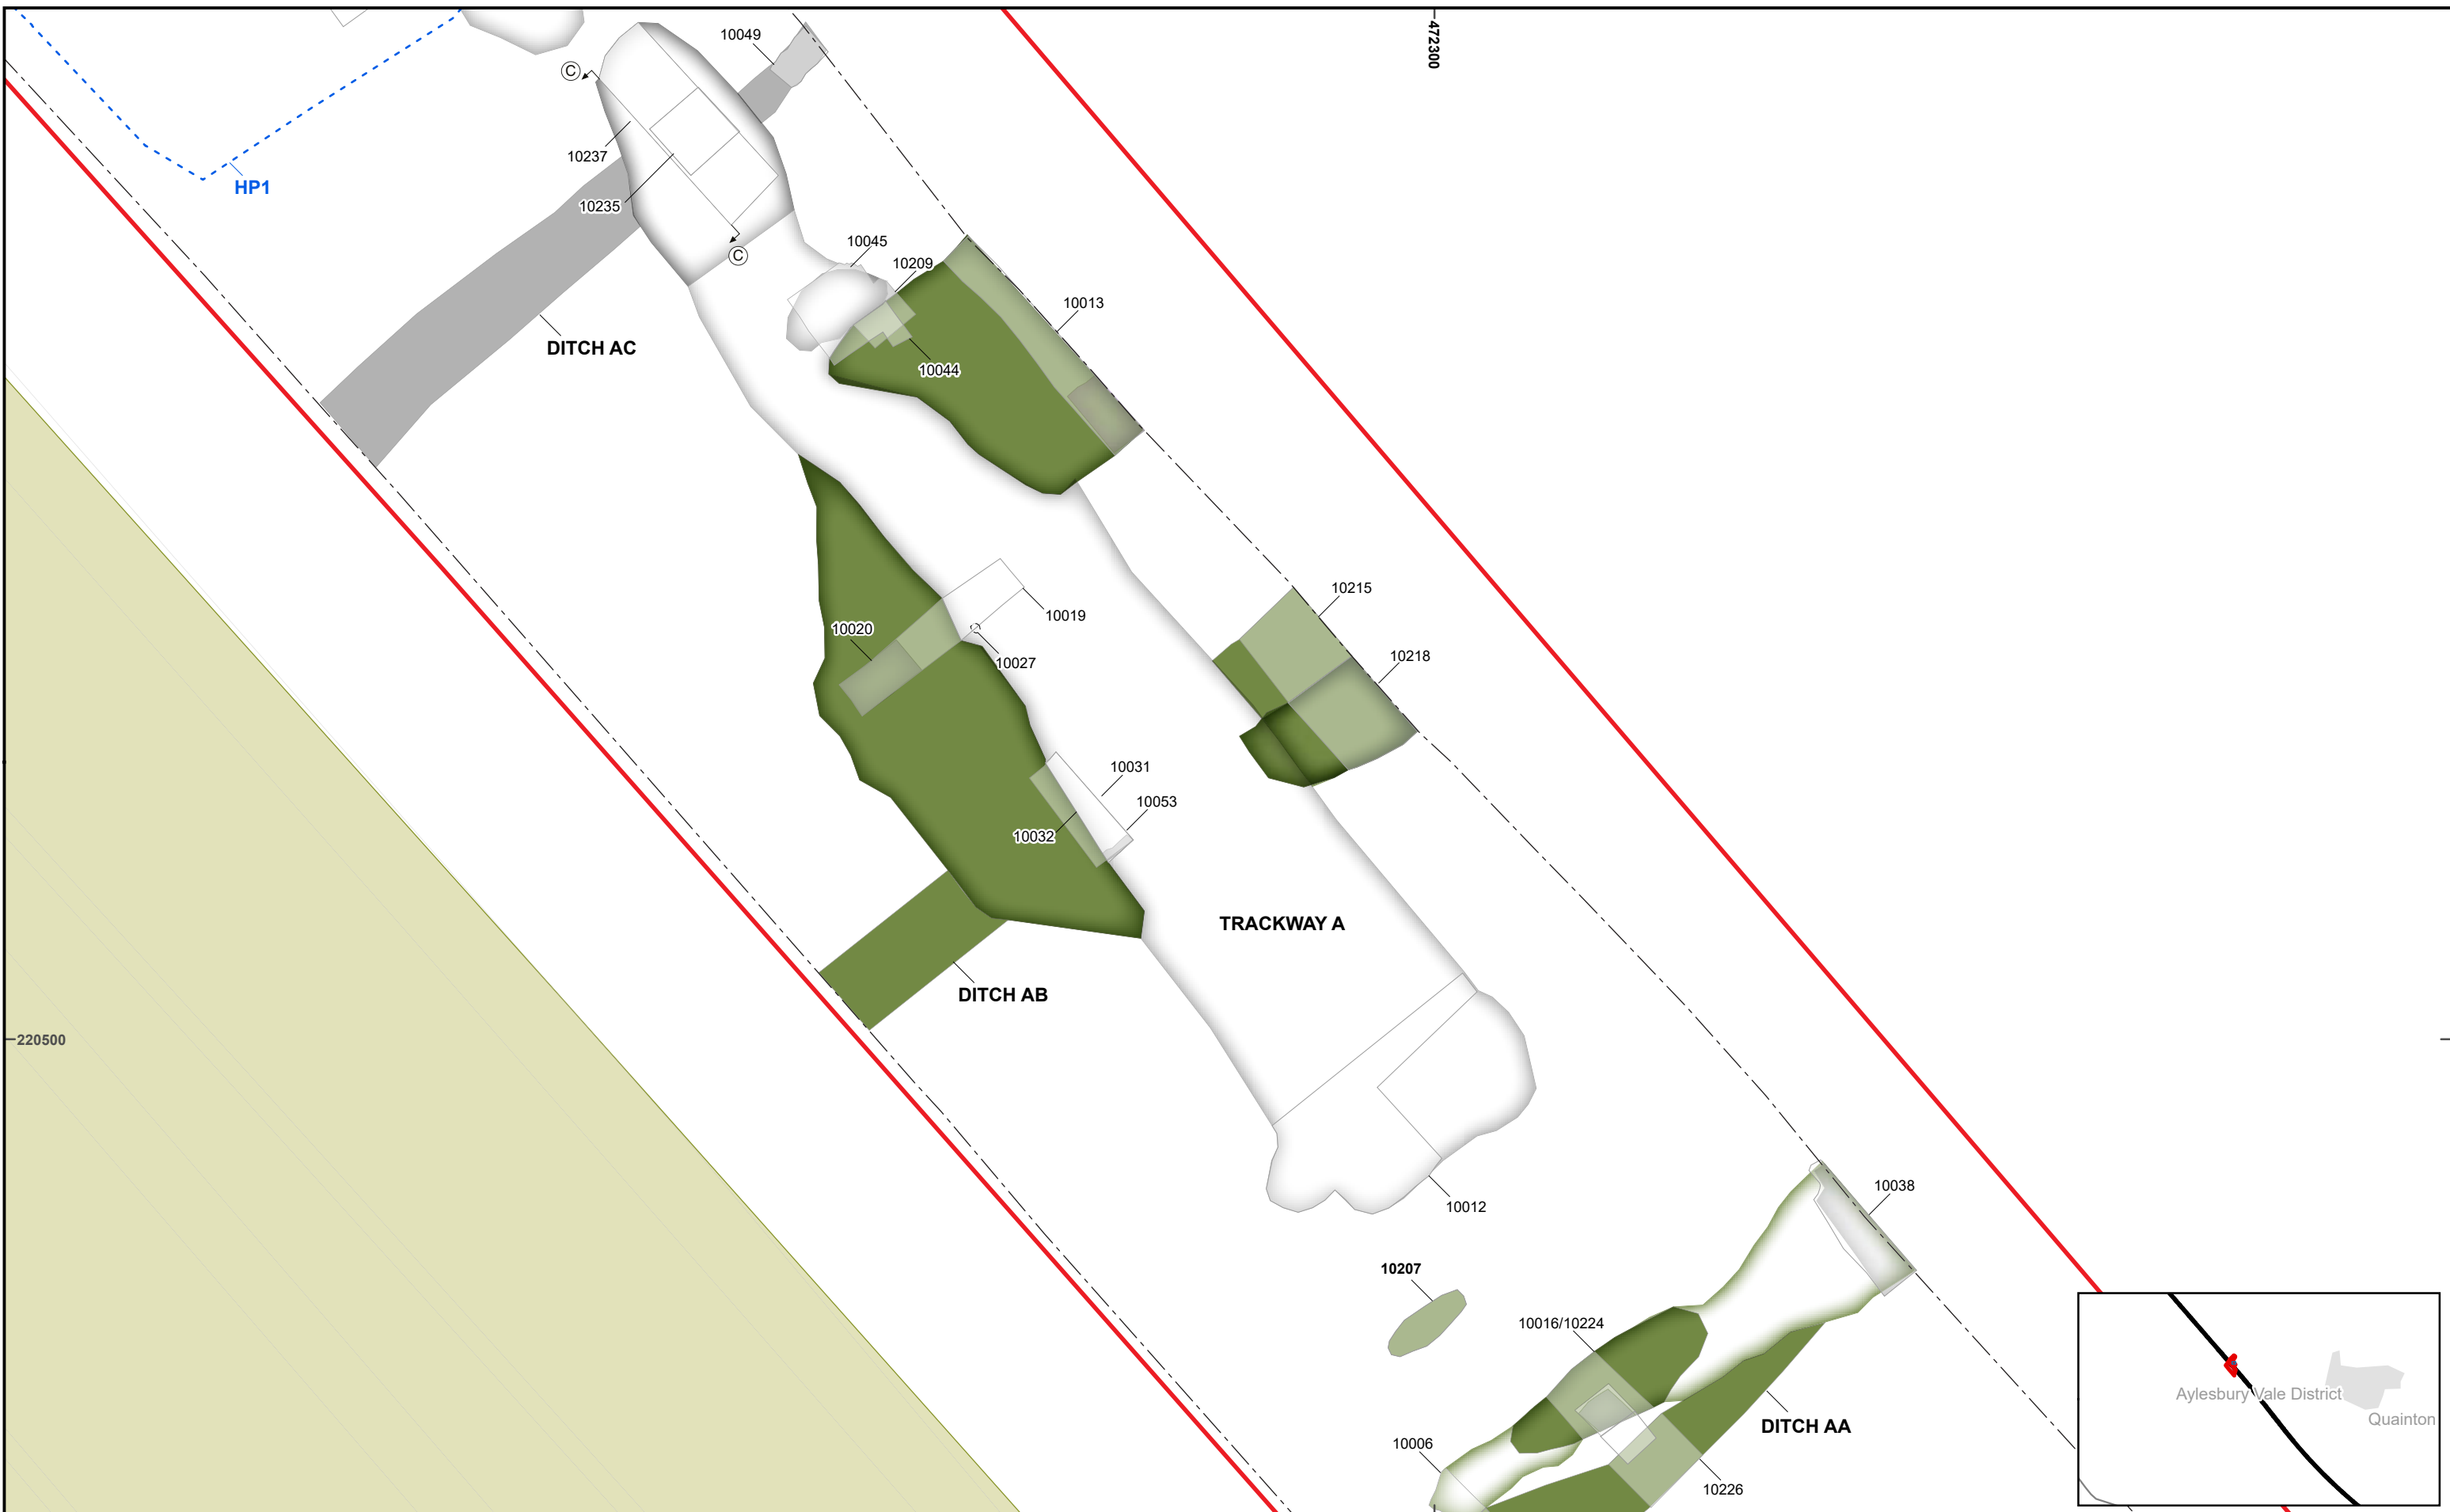 472300
10049
C
10237
HP1
10235
10045
C
10209
10013
DITCH AC
10044
10215
10019
10020
10218
10027
10031
10053
10032
TRACKWAY A
DITCH AB
220500
10038
10012
10207
10016/10224
Aylesbury Vale District
Quainton
DITCH AA
10006
10226